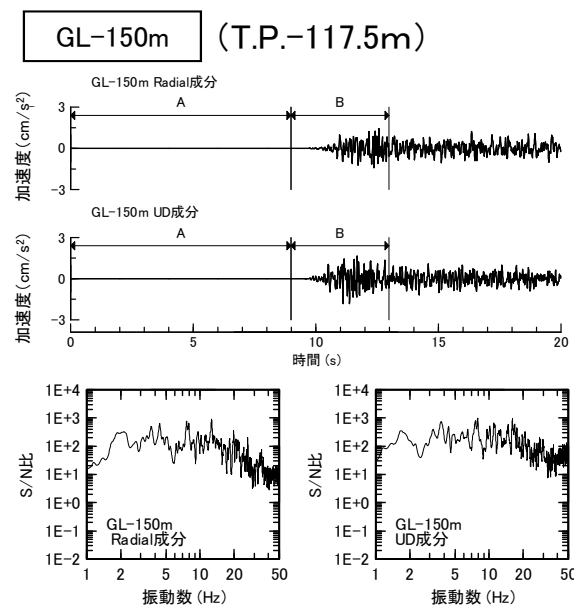 GL-150m (T.P.-117.5m)
GL-150m Radial成分
加速度(cm/s²)
3
0
-3
A
B
GL-150m UD成分
加速度(cm/s²)
3
0
-3
A
B
0 5 10 15 20
時間(s)
S/N比
1E+4
1E+3
1E+2
1E+1
1E+0
1E-1
1E-2
GL-150m
Radial成分
1 2 5 10 20 50
振動数(Hz)
S/N比
1E+4
1E+3
1E+2
1E+1
1E+0
1E-1
1E-2
GL-150m
UD成分
1 2 5 10 20 50
振動数(Hz)